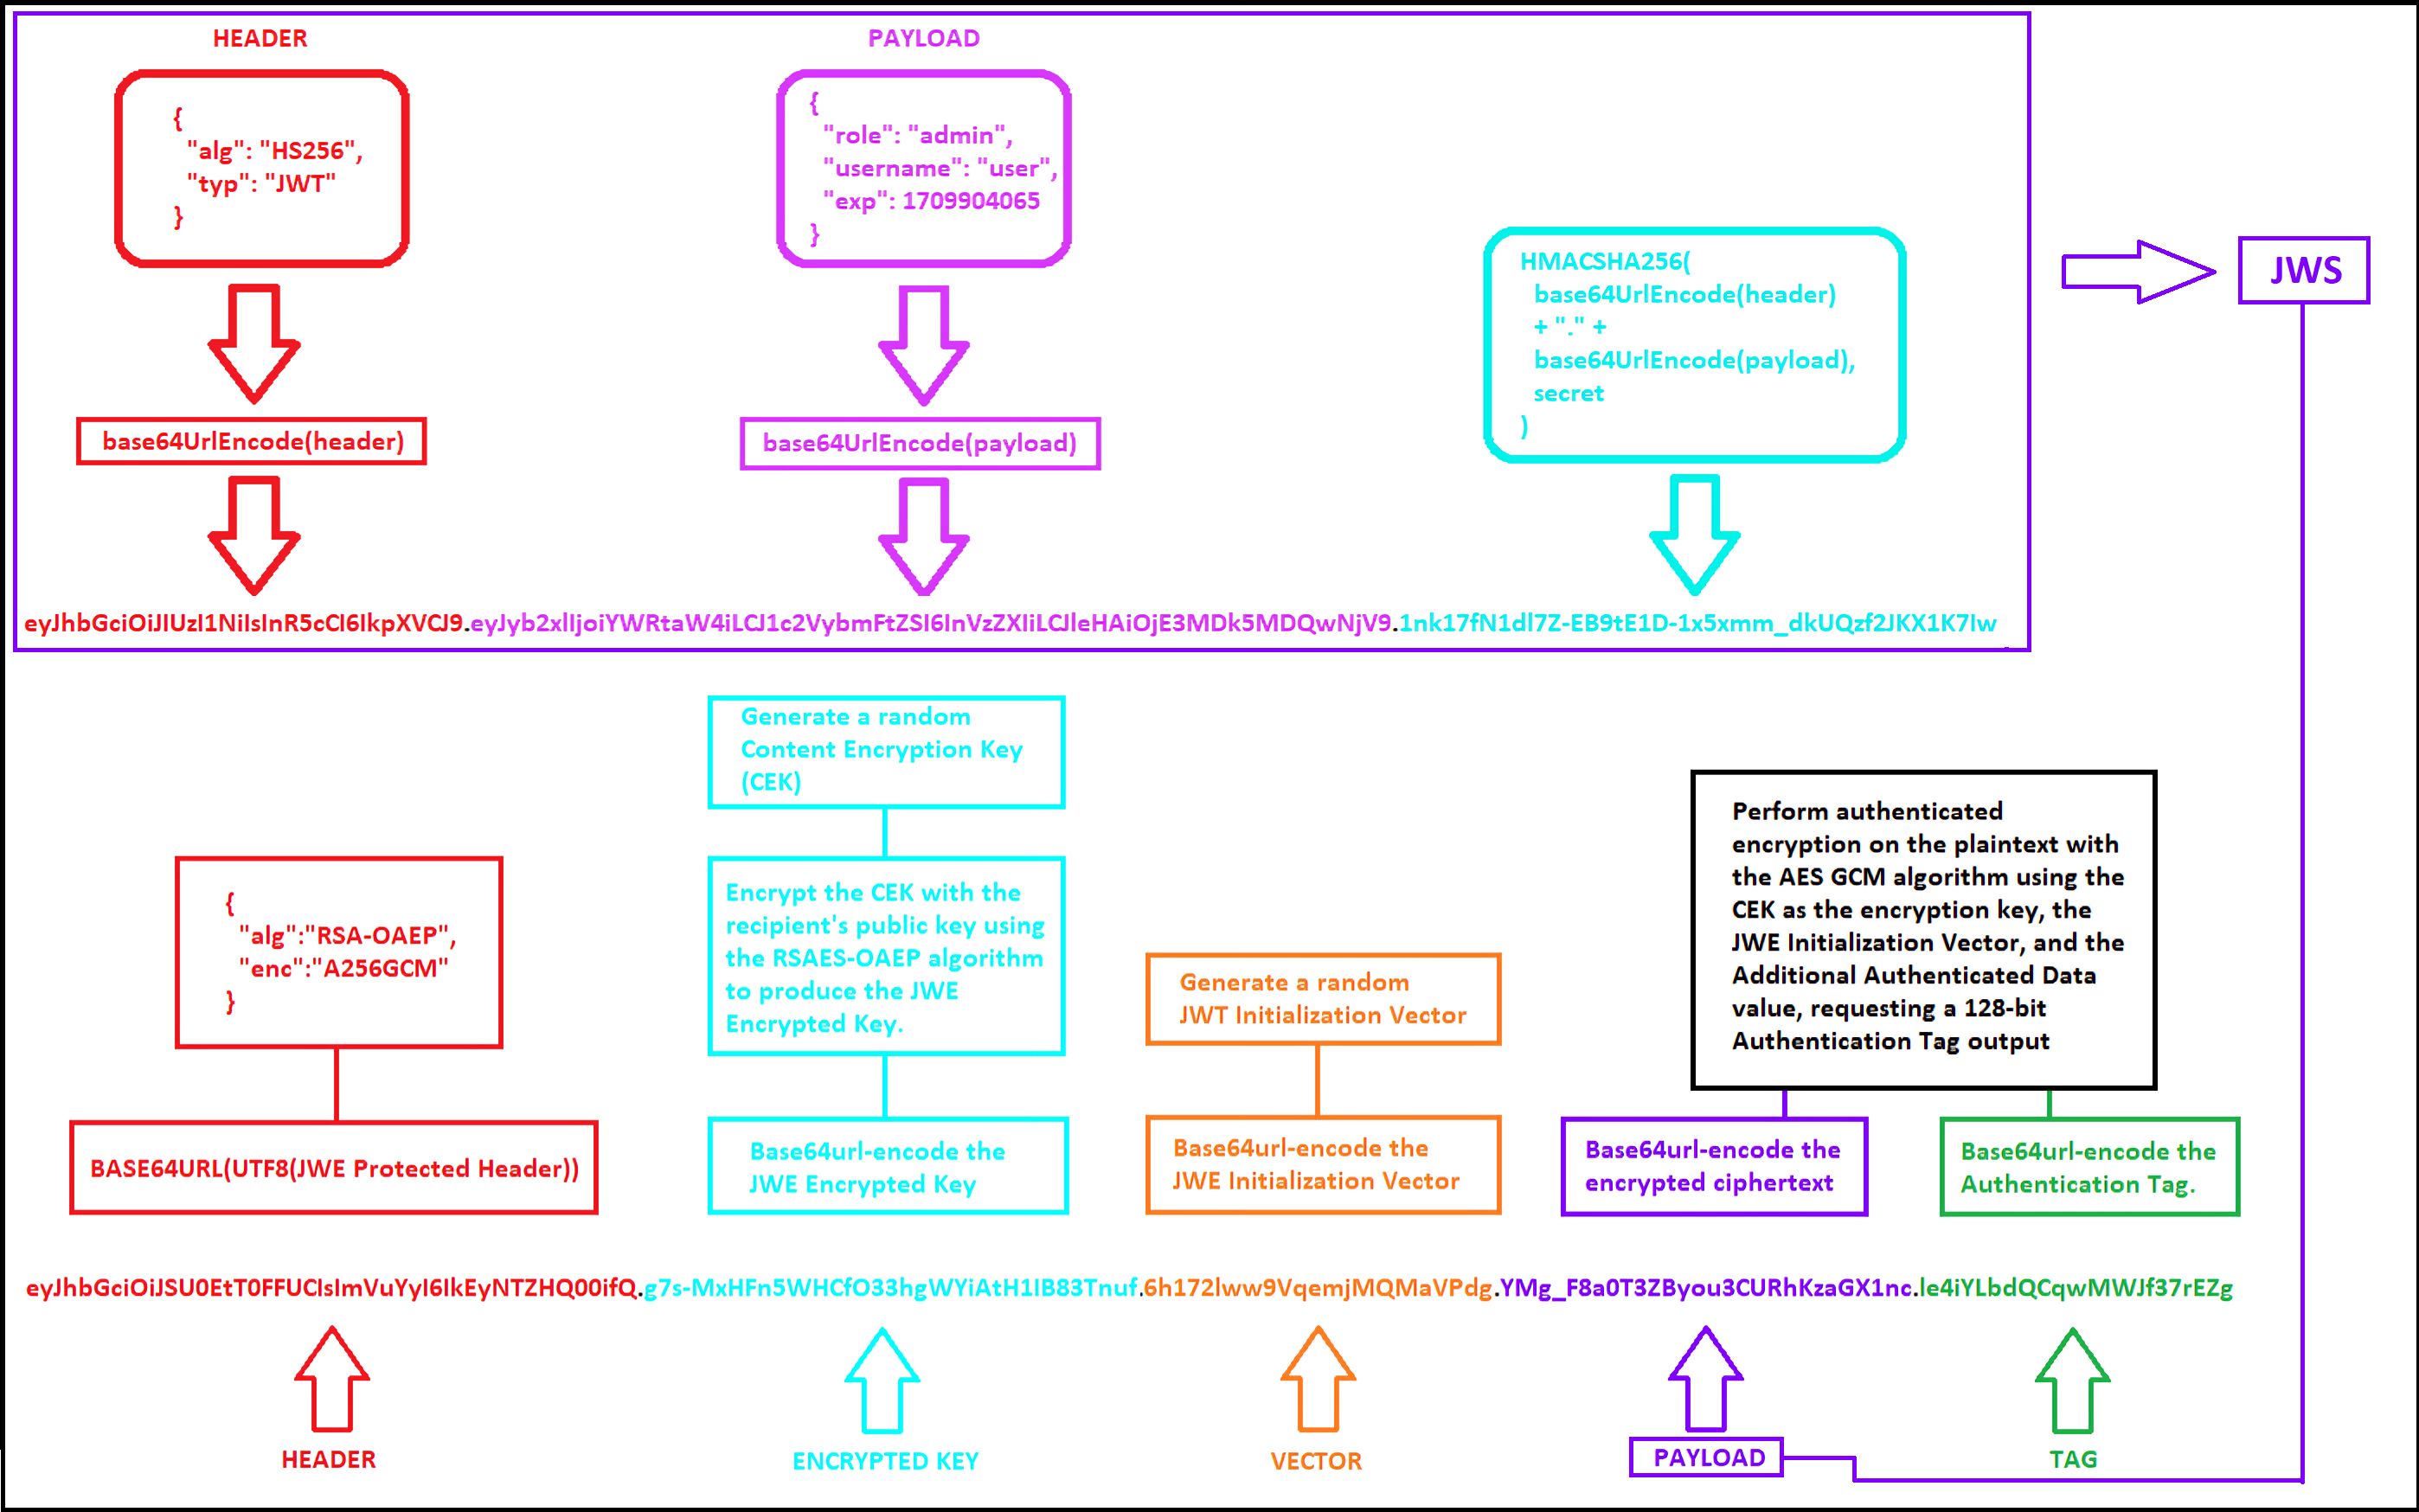 HEADER
{
"alg": "HS256",
"typ": "JWT"
}
base64UrlEncode(header)
PAYLOAD
{
"role": "admin",
"username": "user",
"exp": 1709904065
}
base64UrlEncode(payload)
HMACSHA256(
base64UrlEncode(header)
+ "." +
base64UrlEncode(payload),
secret
)
JWS
eyJhbGciOiJIUzI1NiIsInR5cCI6IkpXVCJ9.eyJyb2xlIjoiYWRtaW4iLCJ1c2VybmFtZSI6InVzZXIiLCJleHAiOjE3MDk5MDQwNjV9.1nk17fN1dl7Z-EB9tE1D-1x5xmm_dkUQzf2JKX1K7Iw
{
"alg":"RSA-OAEP",
"enc":"A256GCM"
}
BASE64URL(UTF8(JWE Protected Header))
Generate a random
Content Encryption Key
(CEK)
Encrypt the CEK with the
recipient's public key using
the RSAES-OAEP algorithm
to produce the JWE
Encrypted Key.
Base64url-encode the
JWE Encrypted Key
Generate a random
JWT Initialization Vector
Base64url-encode the
JWE Initialization Vector
Perform authenticated
encryption on the plaintext with
the AES GCM algorithm using the
CEK as the encryption key, the
JWE Initialization Vector, and the
Additional Authenticated Data
value, requesting a 128-bit
Authentication Tag output
Base64url-encode the
encrypted ciphertext
Base64url-encode the
Authentication Tag.
eyJhbGciOiJSU0EtT0FFUCIsImVuYyI6IkEyNTZHQ00ifQ.g7s-MxHFn5WHCfO33hgWYiAtH1IB83Tnuf.6h172lww9VqemjMQMaVPdg.YMg_F8a0T3ZByou3CURhKzaGX1nc.le4iYLbdQCqwMWJf37rEZg
HEADER
ENCRYPTED KEY
VECTOR
PAYLOAD
TAG